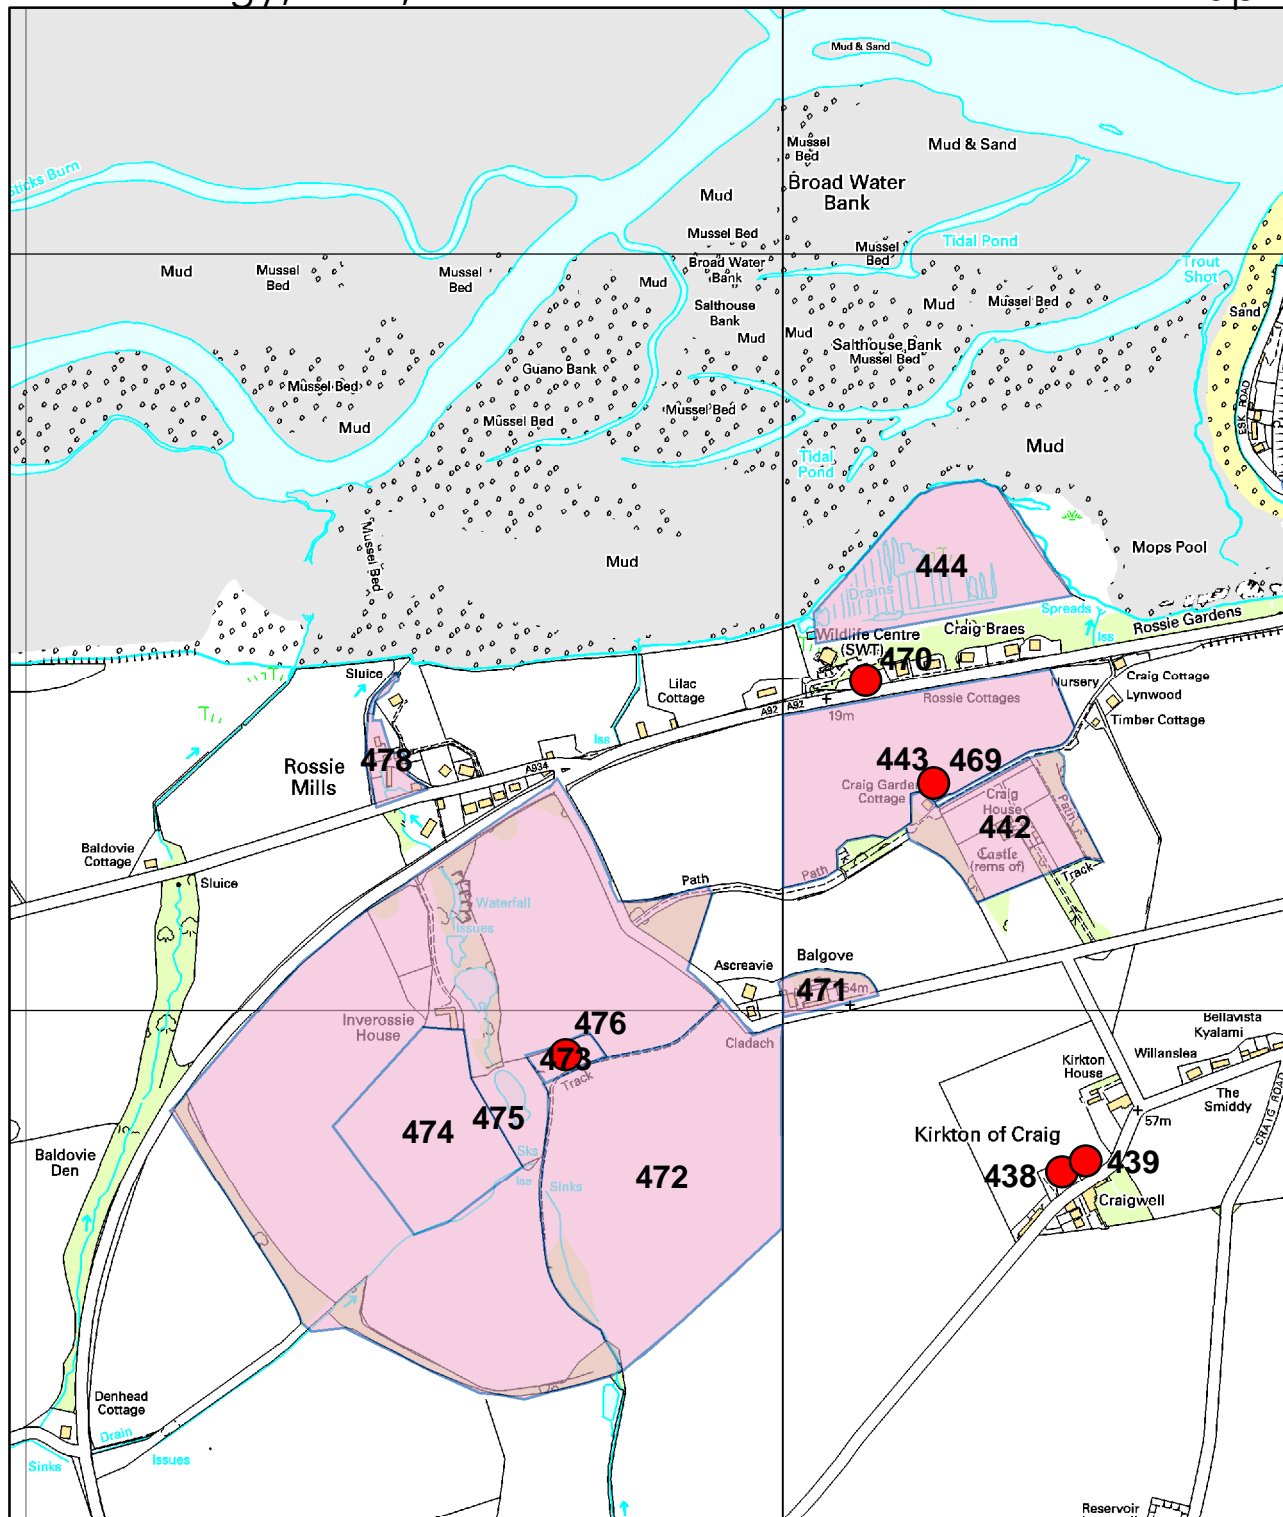 Mud & Sand
Sticks Burn
Mussel
Bed
Mud & Sand
Mud
Broad Water
Bank
Mussel Bed
Mussel
Bed
Tidal Pond
Mud
Mussel
Bed
Mussel
Bed
Broad Water
Bank
Mud
Trout
Shot
Salthouse
Bank
Mud
Mussel Bed
Sand
Mud
Mud
Salthouse Bank
Mussel Bed
Guano Bank
Mussel Bed
ESK ROAD
Mussel Bed
Mussel Bed
Mud
Mud
Tidal
Pond
Mussel Bed
Mud
444
Mops Pool
Drains
Spreads
Rossie Gardens
Iss
Wildlife Centre
(SWT)
Craig Braes
470
Sluice
Lilac
Cottage
Nursery
Craig Cottage
Rossie Cottages
Lynwood
A92
A92
19m
Timber Cottage
Iss
478
Rossie
Mills
A934
443
469
Craig Garden
Cottage
Craig
House
Path
442
Castle
(rems of)
Baldovie
Cottage
Sluice
Path
Path
Tk
Track
Waterfall
Issues
Ascreavie
Balgove
471
54m
Inverossie
House
476
Cladach
473
Track
Bellavista
Kyalami
Willanslea
Kirkton
House
The
Smiddy
CRAIG ROAD
57m
474
475
Kirkton of Craig
Sks
Iss
Sinks
472
438
439
Craigwell
Baldovie
Den
Denhead
Cottage
Drain
Issues
Sinks
Reservoir